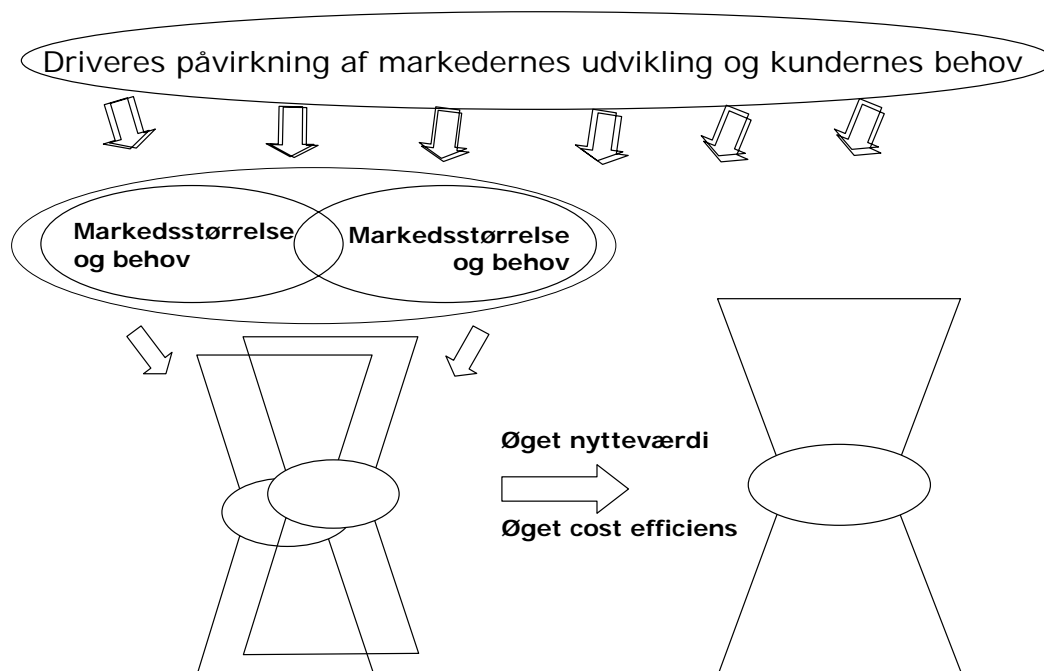 Driveres påvirkning af markedernes udvikling og kundernes behov
Markedsstørrelse
og behov
Markedsstørrelse
og behov
Øget nytteværdi
Øget cost efficiens